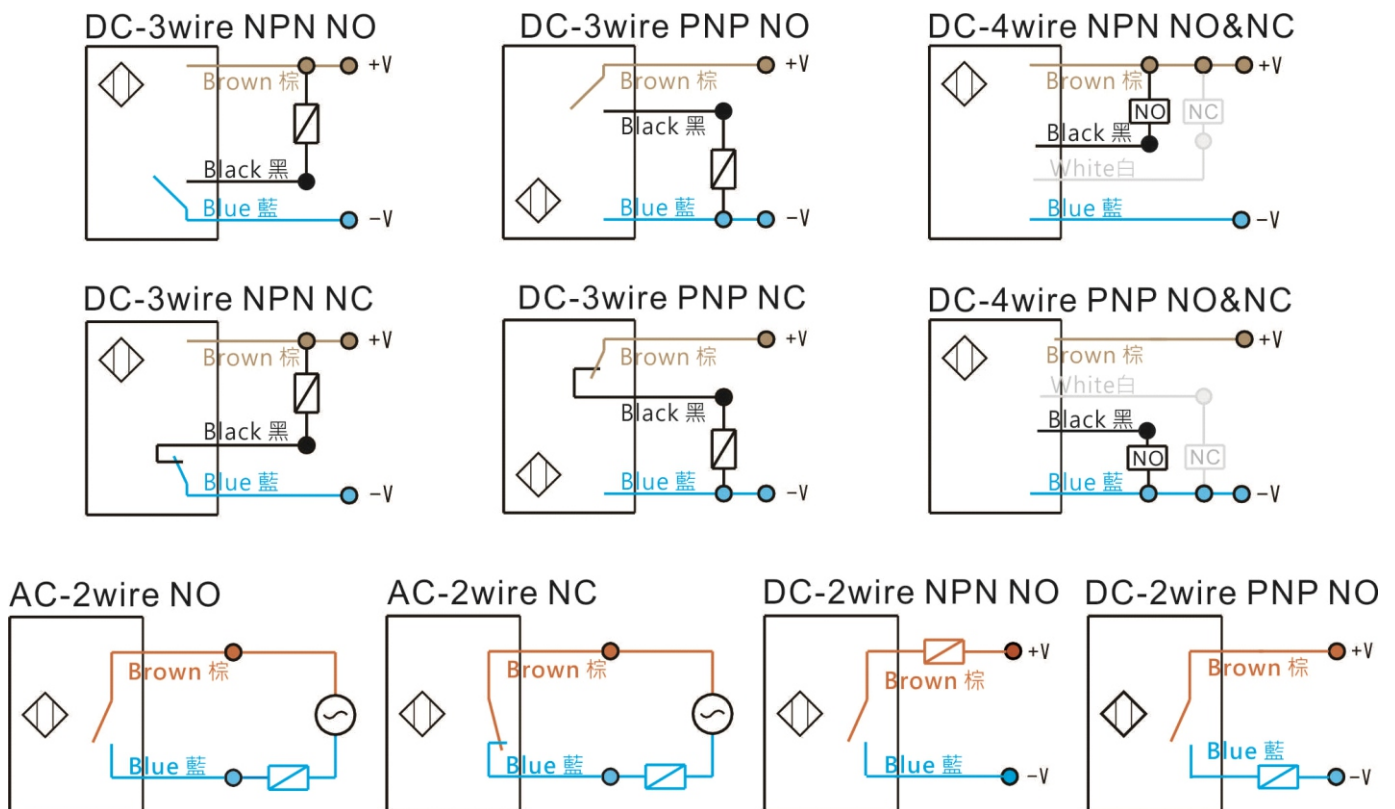 DC-3wire NPN NO
Brown 棕
+V
Black 黑
Blue 藍
-V
DC-3wire PNP NO
Brown 棕
+V
Black 黑
Blue 藍
-V
DC-4wire NPN NO&NC
Brown 棕
+V
NO
NC
Black 黑
White白
Blue 藍
-V
DC-3wire NPN NC
Brown 棕
+V
Black 黑
Blue 藍
-V
DC-3wire PNP NC
Brown 棕
+V
Black 黑
Blue 藍
-V
DC-4wire PNP NO&NC
+V
Brown 棕
White白
Black 黑
NO
NC
Blue 藍
-V
AC-2wire NO
Brown 棕
Blue 藍
AC-2wire NC
Brown 棕
Blue 藍
DC-2wire NPN NO
+V
Brown 棕
Blue 藍
-V
DC-2wire PNP NO
+V
Brown 棕
Blue 藍
-V